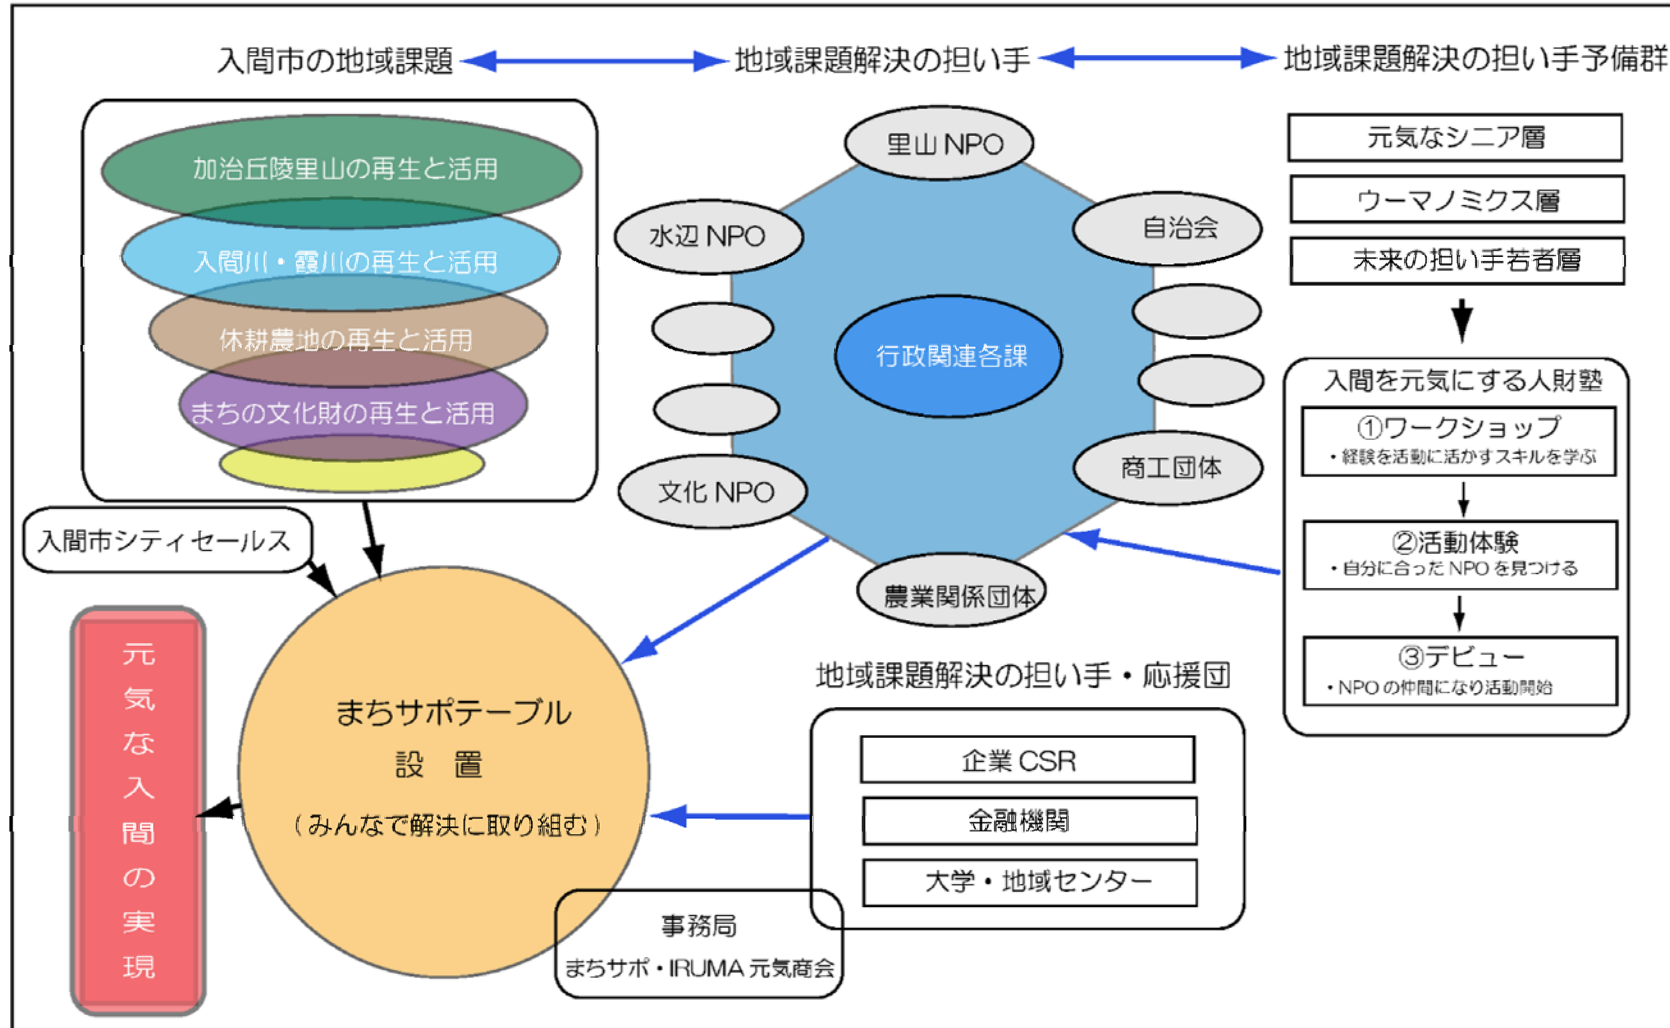 入間市の地域課題
地域課題解決の担い手
地域課題解決の担い手予備群
加治丘陵里山の再生と活用
入間川・霞川の再生と活用
休耕農地の再生と活用
まちの文化財の再生と活用
里山 NPO
水辺 NPO
自治会
行政関連各課
文化 NPO
商工団体
農業関係団体
元気なシニア層
ウーマノミクス層
未来の担い手若者層
入間を元気にする人財塾
①ワークショップ
・経験を活動に活かすスキルを学ぶ
②活動体験
・自分に合った NPO を見つける
③デビュー
・NPO の仲間になり活動開始
入間市シティセールス
元気な入間の実現
まちサポテーブル
設 置
(みんなで解決に取り組む)
地域課題解決の担い手・応援団
企業 CSR
金融機関
大学・地域センター
事務局
まちサポ・IRUMA 元気商会